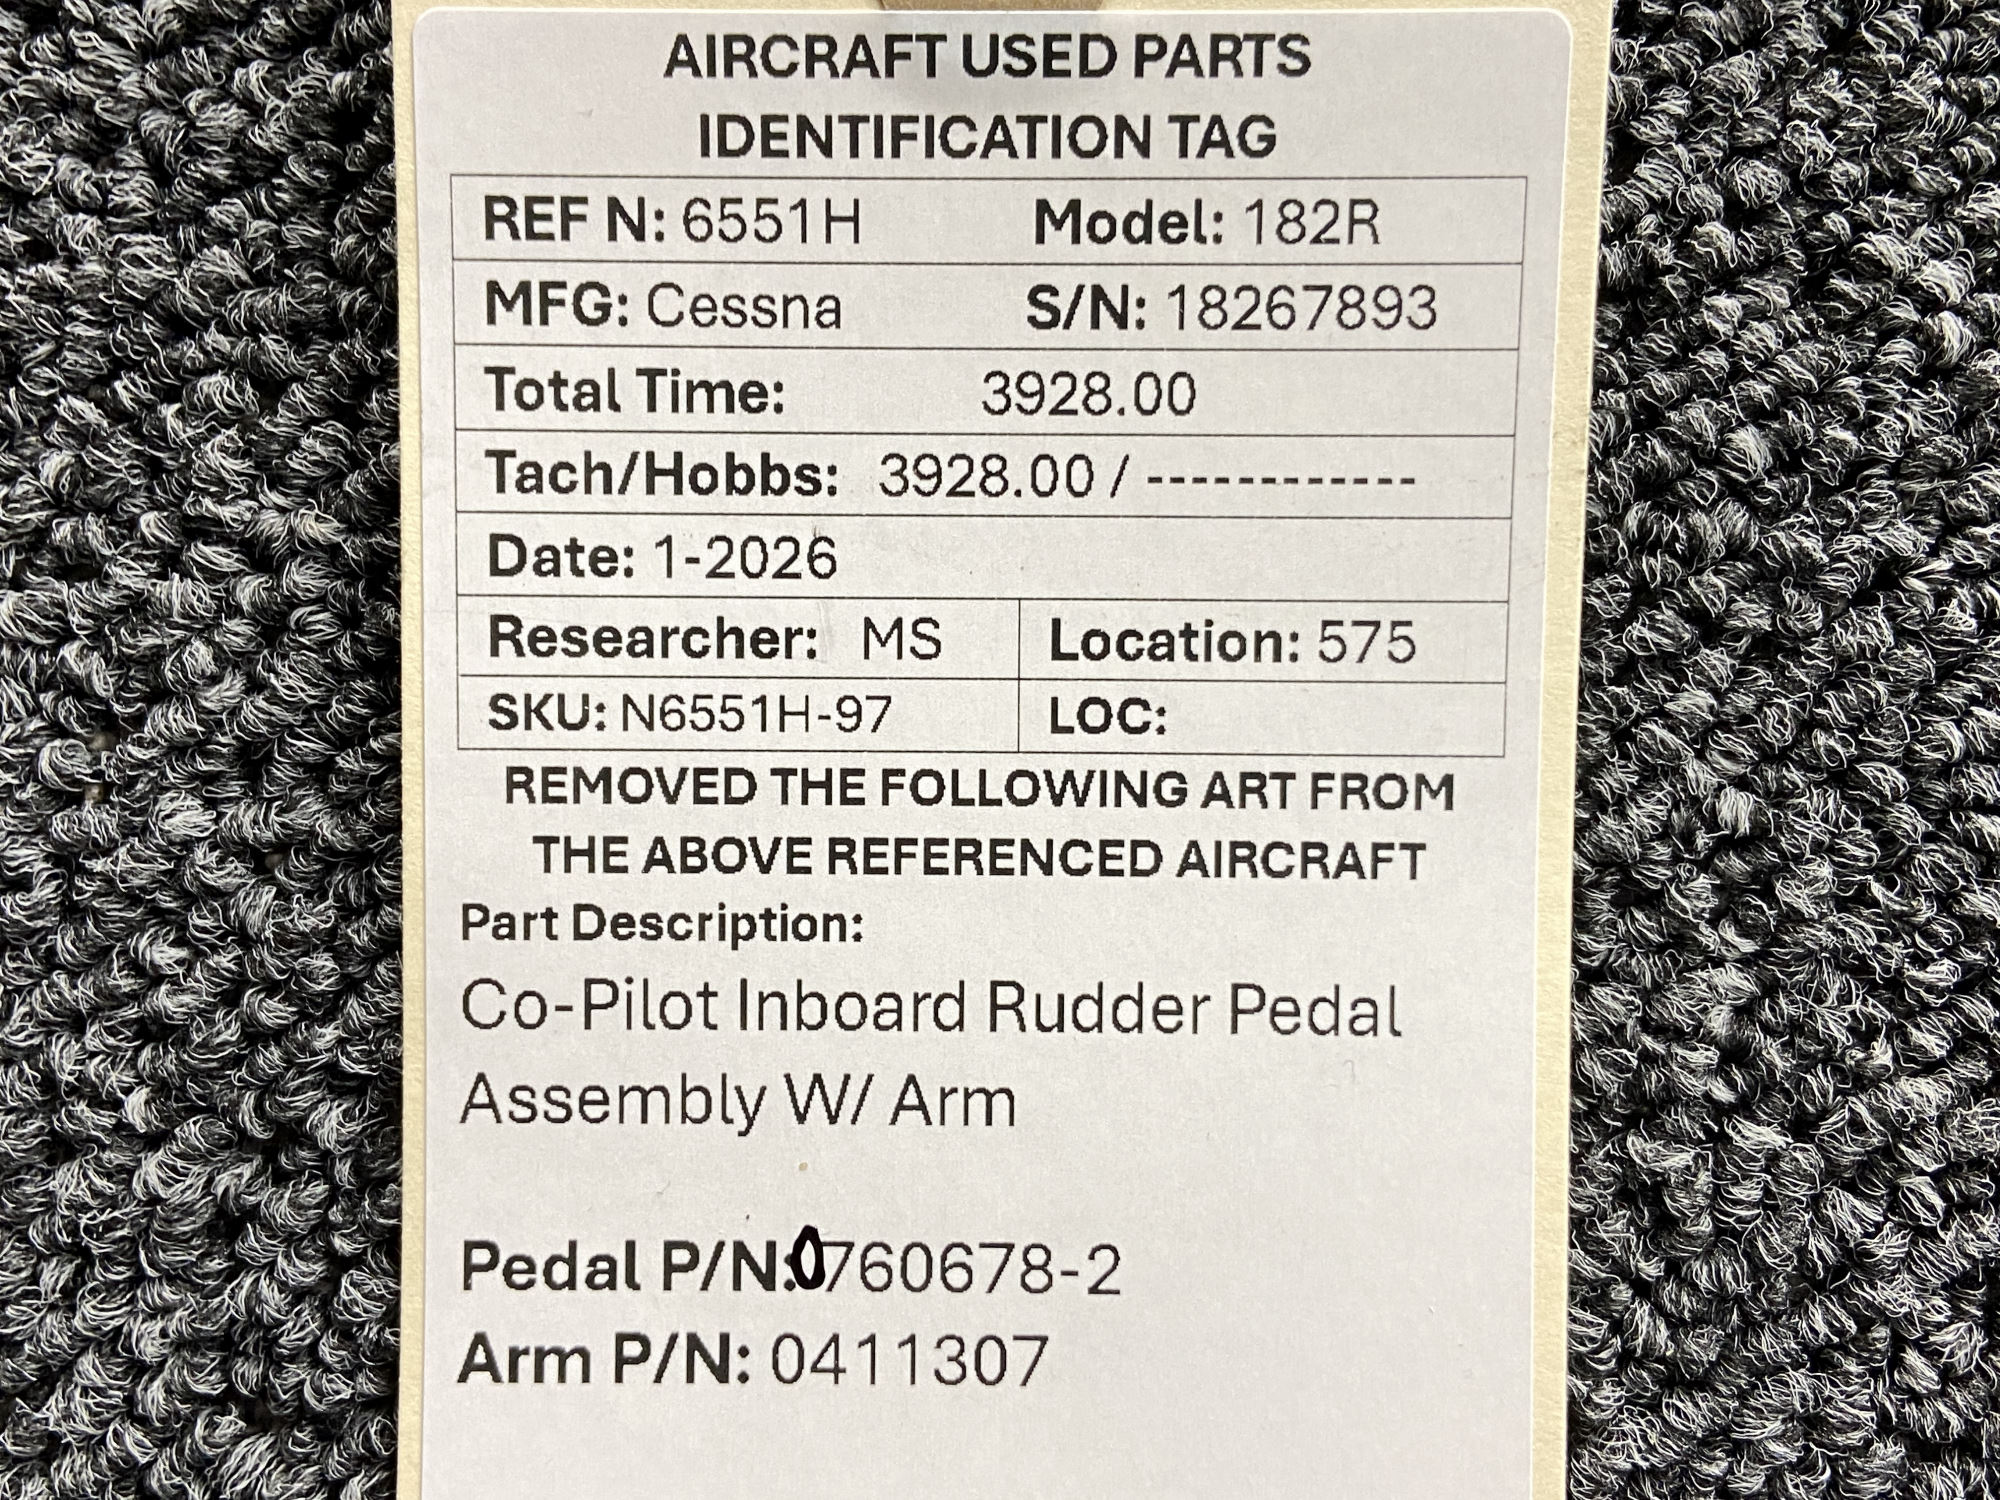 AIRCRAFT USED PARTS
IDENTIFICATION TAG
REF N: 6551H Model: 182R
MFG: Cessna S/N: 18267893
Total Time: 3928.00
Tach/Hobbs: 3928.00 / ------------
Date: 1-2026
Researcher: MS Location: 575
SKU: N6551H-97 LOC:
REMOVED THE FOLLOWING ART FROM
THE ABOVE REFERENCED AIRCRAFT
Part Description:
Co-Pilot Inboard Rudder Pedal
Assembly W/ Arm
Pedal P/N:0760678-2
Arm P/N: 0411307